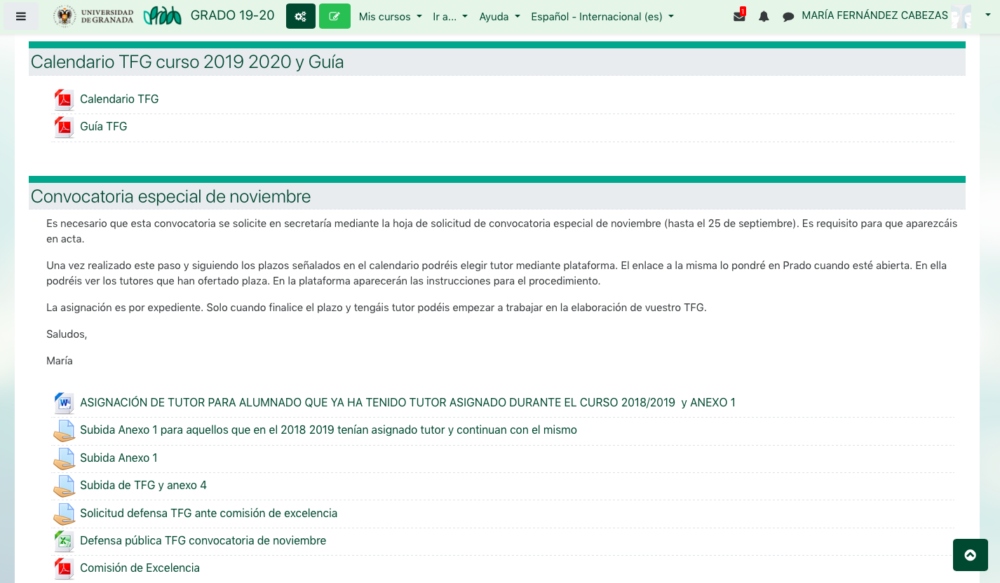 UNIVERSIDAD
DE GRANADA
GRADO 19-20
Mis cursos
Ir a...
Ayuda
Español - Internacional (es)
1
MARÍA FERNÁNDEZ CABEZAS
Calendario TFG curso 2019 2020 y Guía
Calendario TFG
Guía TFG
Convocatoria especial de noviembre
Es necesario que esta convocatoria se solicite en secretaría mediante la hoja de solicitud de convocatoria especial de noviembre (hasta el 25 de septiembre). Es requisito para que aparezcáis
en acta.
Una vez realizado este paso y siguiendo los plazos señalados en el calendario podréis elegir tutor mediante plataforma. El enlace a la misma lo pondré en Prado cuando esté abierta. En ella
podréis ver los tutores que han ofertado plaza. En la plataforma aparecerán las instrucciones para el procedimiento.
La asignación es por expediente. Solo cuando finalice el plazo y tengáis tutor podéis empezar a trabajar en la elaboración de vuestro TFG.
Saludos,
María
ASIGNACIÓN DE TUTOR PARA ALUMNADO QUE YA HA TENIDO TUTOR ASIGNADO DURANTE EL CURSO 2018/2019 y ANEXO 1
Subida Anexo 1 para aquellos que en el 2018 2019 tenían asignado tutor y continuan con el mismo
Subida Anexo 1
Subida de TFG y anexo 4
Solicitud defensa TFG ante comisión de excelencia
Defensa pública TFG convocatoria de noviembre
Comisión de Excelencia